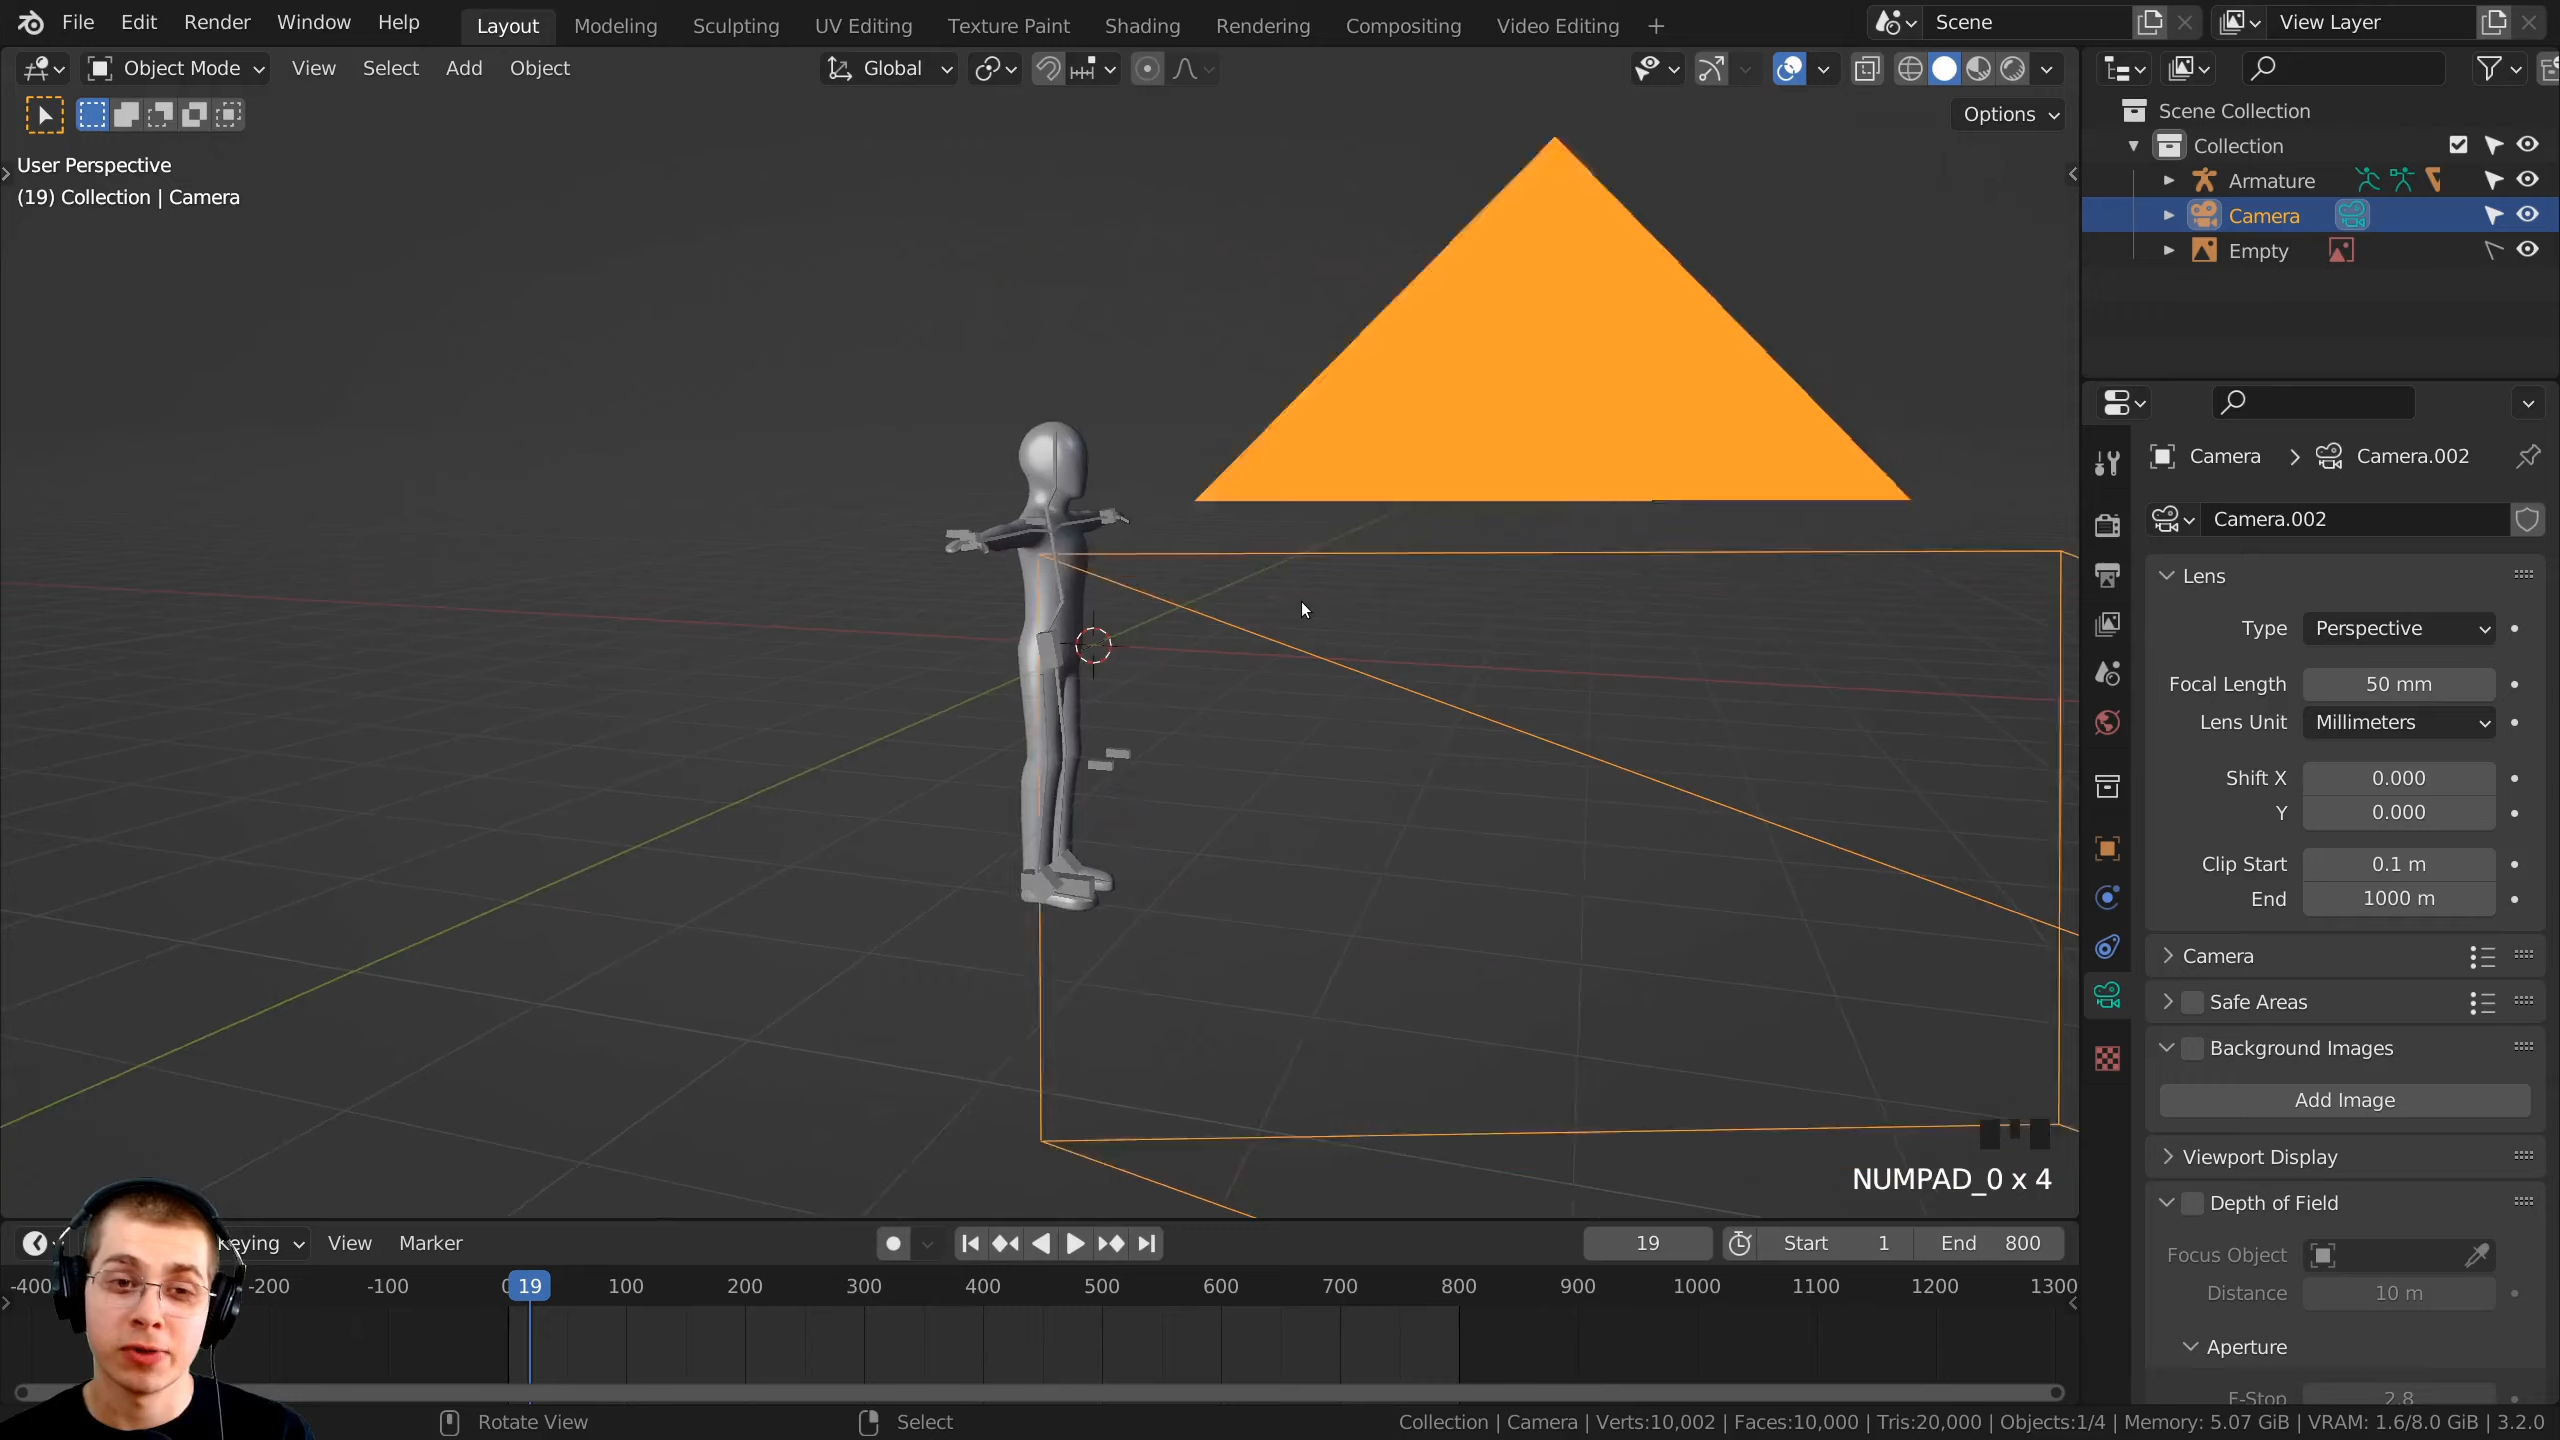 File Edit Render Window Help Layout Modeling Sculpting UV Editing Texture Paint Shading Rendering Compositing Video Editing + Scene View Layer
Object Mode View Select Add Object Global
Options
User Perspective
(19) Collection | Camera
Scene Collection
Collection
Armature
Camera
Empty
Camera > Camera.002
Camera.002
Lens
Type Perspective
Focal Length 50 mm
Lens Unit Millimeters
Shift X 0.000
Y 0.000
Clip Start 0.1 m
End 1000 m
Camera
Safe Areas
Background Images
Add Image
Viewport Display
Depth of Field
Focus Object
Distance 10 m
Aperture
F-Stop 2.8
NUMPAD_0 x 4
Keying View Marker 19 Start 1 End 800
-400 -200 -100 0 19 100 200 300 400 500 600 700 800 900 1000 1100 1200 1300
Rotate View Select Collection | Camera | Verts:10,002 | Faces:10,000 | Tris:20,000 | Objects:1/4 | Memory: 5.07 GiB | VRAM: 1.6/8.0 GiB | 3.2.0